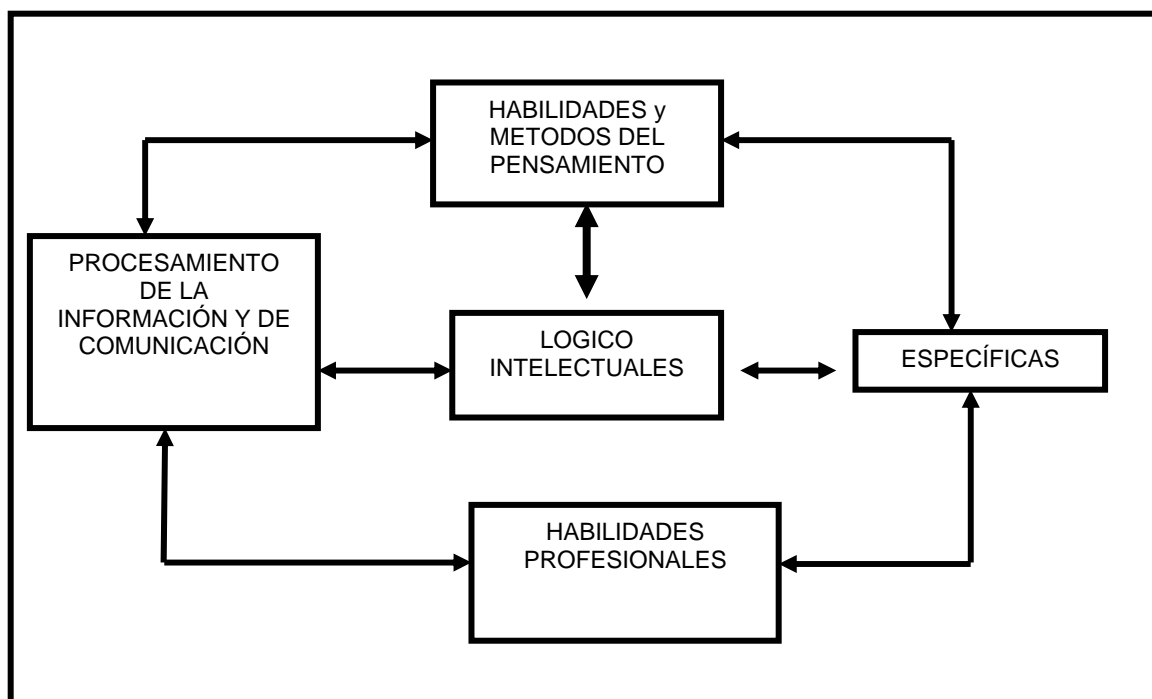 HABILIDADES y
METODOS DEL
PENSAMIENTO
PROCESAMIENTO
DE LA
INFORMACIÓN Y DE
COMUNICACIÓN
LOGICO
INTELECTUALES
ESPECÍFICAS
HABILIDADES
PROFESIONALES